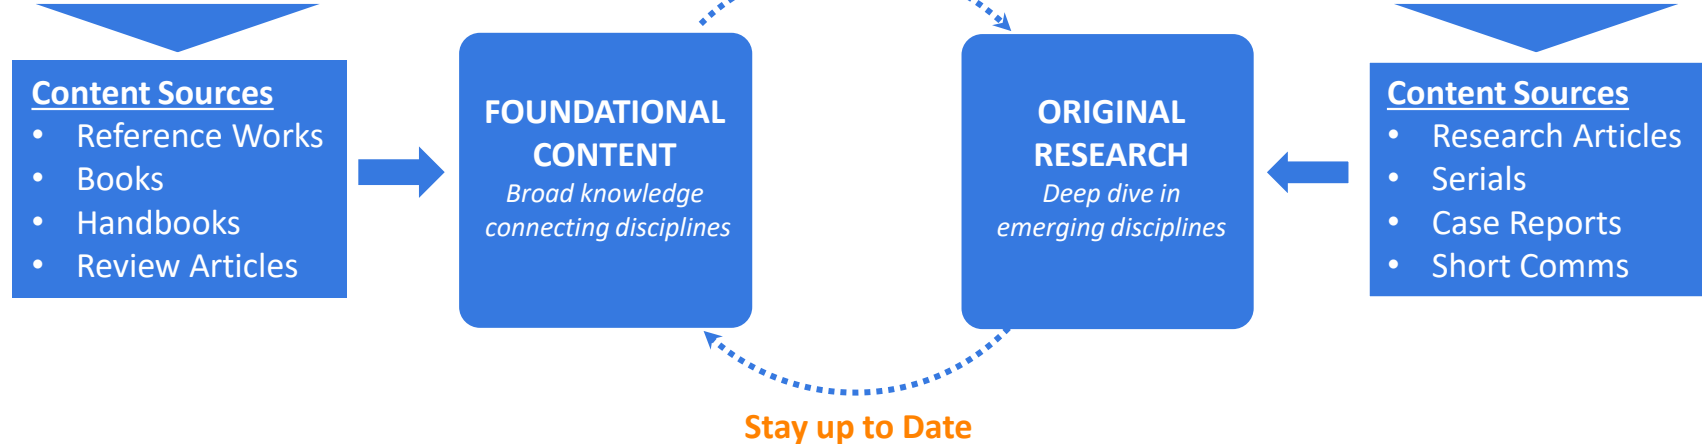 Content Sources
• Reference Works
• Books
• Handbooks
• Review Articles
FOUNDATIONAL
CONTENT
Broad knowledge
connecting disciplines
ORIGINAL
RESEARCH
Deep dive in
emerging disciplines
Content Sources
• Research Articles
• Serials
• Case Reports
• Short Comms
Stay up to Date